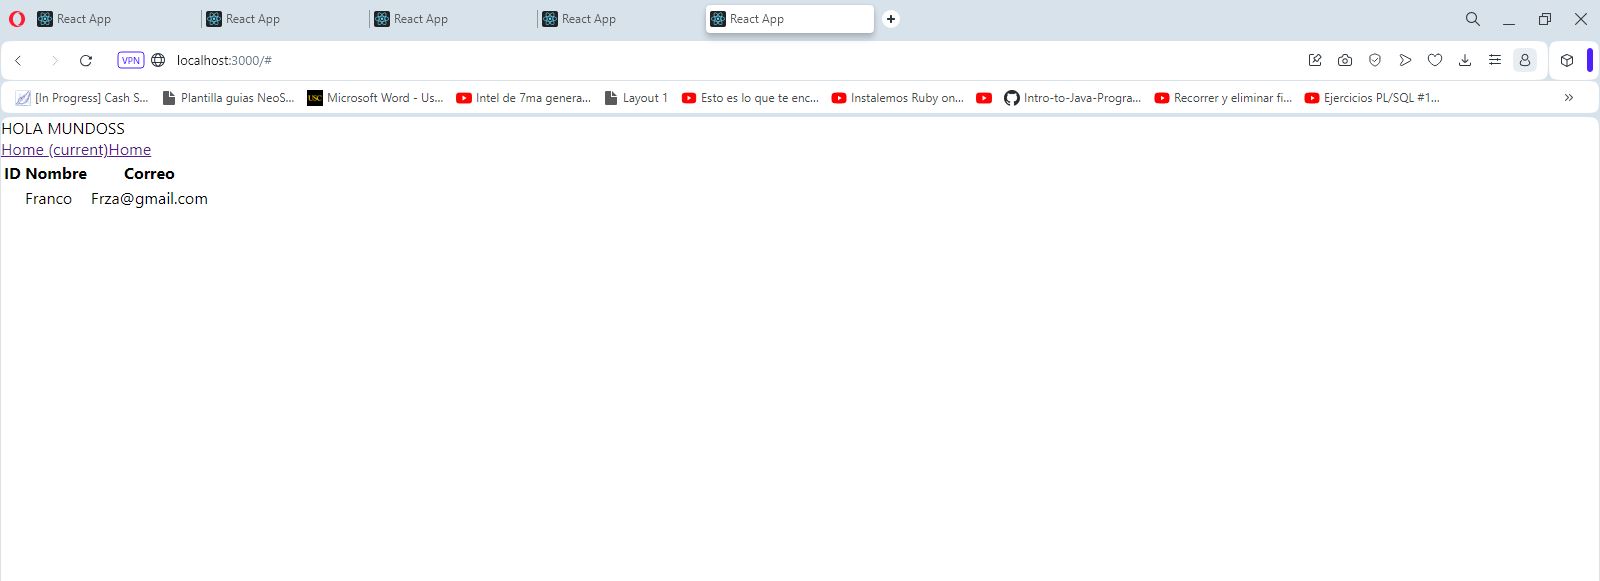 React App
React App
React App
React App
React App
VPN
localhost:3000/#
[In Progress] Cash S...
Plantilla guias NeoS...
USC
Microsoft Word - Us...
Intel de 7ma genera...
Layout 1
Esto es lo que te enc...
Instalemos Ruby on...
Intro-to-Java-Progra...
Recorrer y eliminar fi...
Ejercicios PL/SQL #1...
HOLA MUNDOSS
Home (current)Home
ID Nombre Correo
Franco Frza@gmail.com